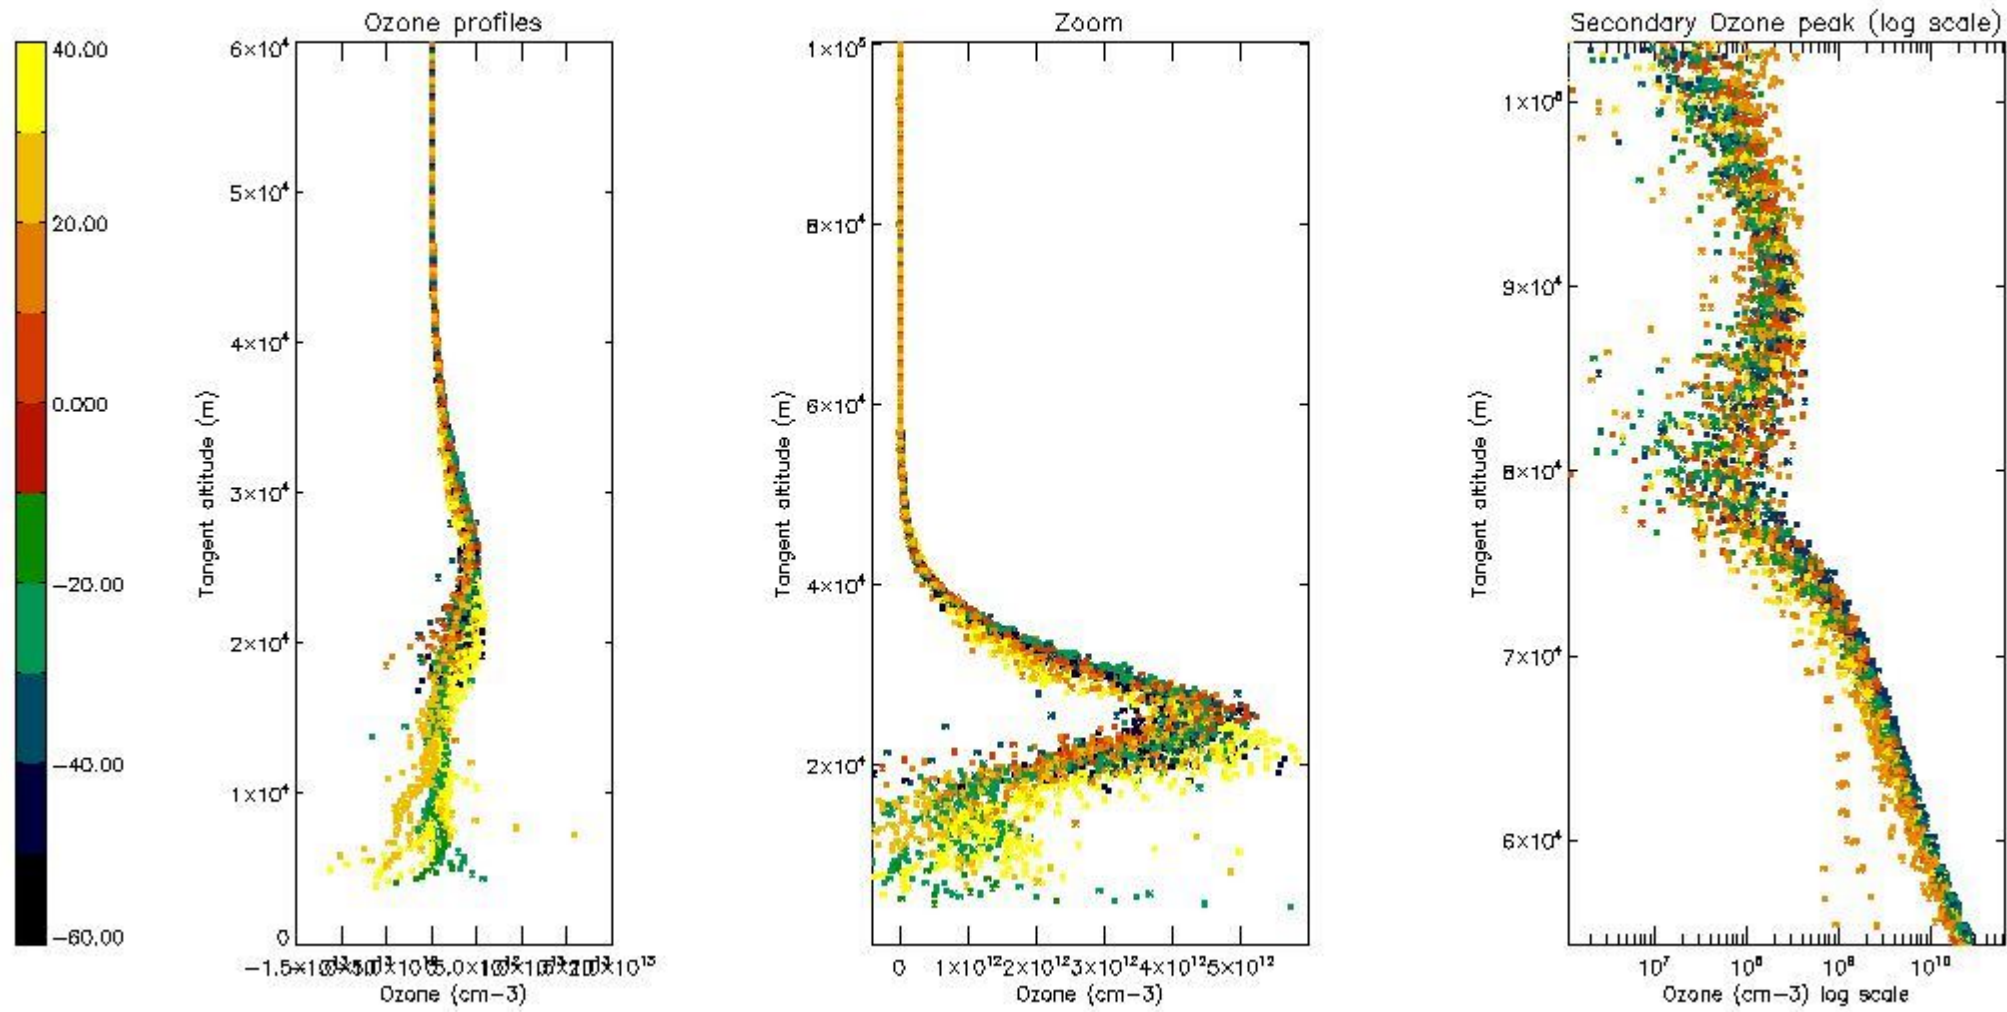 Ozone profiles
Zoom
Secondary Ozone peak (log scale)
40.00
20.00
0.000
−20.00
−40.00
−60.00
6×10⁴
5×10⁴
4×10⁴
3×10⁴
2×10⁴
1×10⁴
0
Tangent altitude (m)
Ozone (cm−3)
1×10⁵
8×10⁴
6×10⁴
4×10⁴
2×10⁴
Tangent altitude (m)
0 1×10¹² 2×10¹² 3×10¹² 4×10¹² 5×10¹²
Ozone (cm−3)
9×10⁴
8×10⁴
7×10⁴
6×10⁴
Tangent altitude (m)
10⁷ 10⁸ 10⁹ 10¹⁰
Ozone (cm−3) log scale